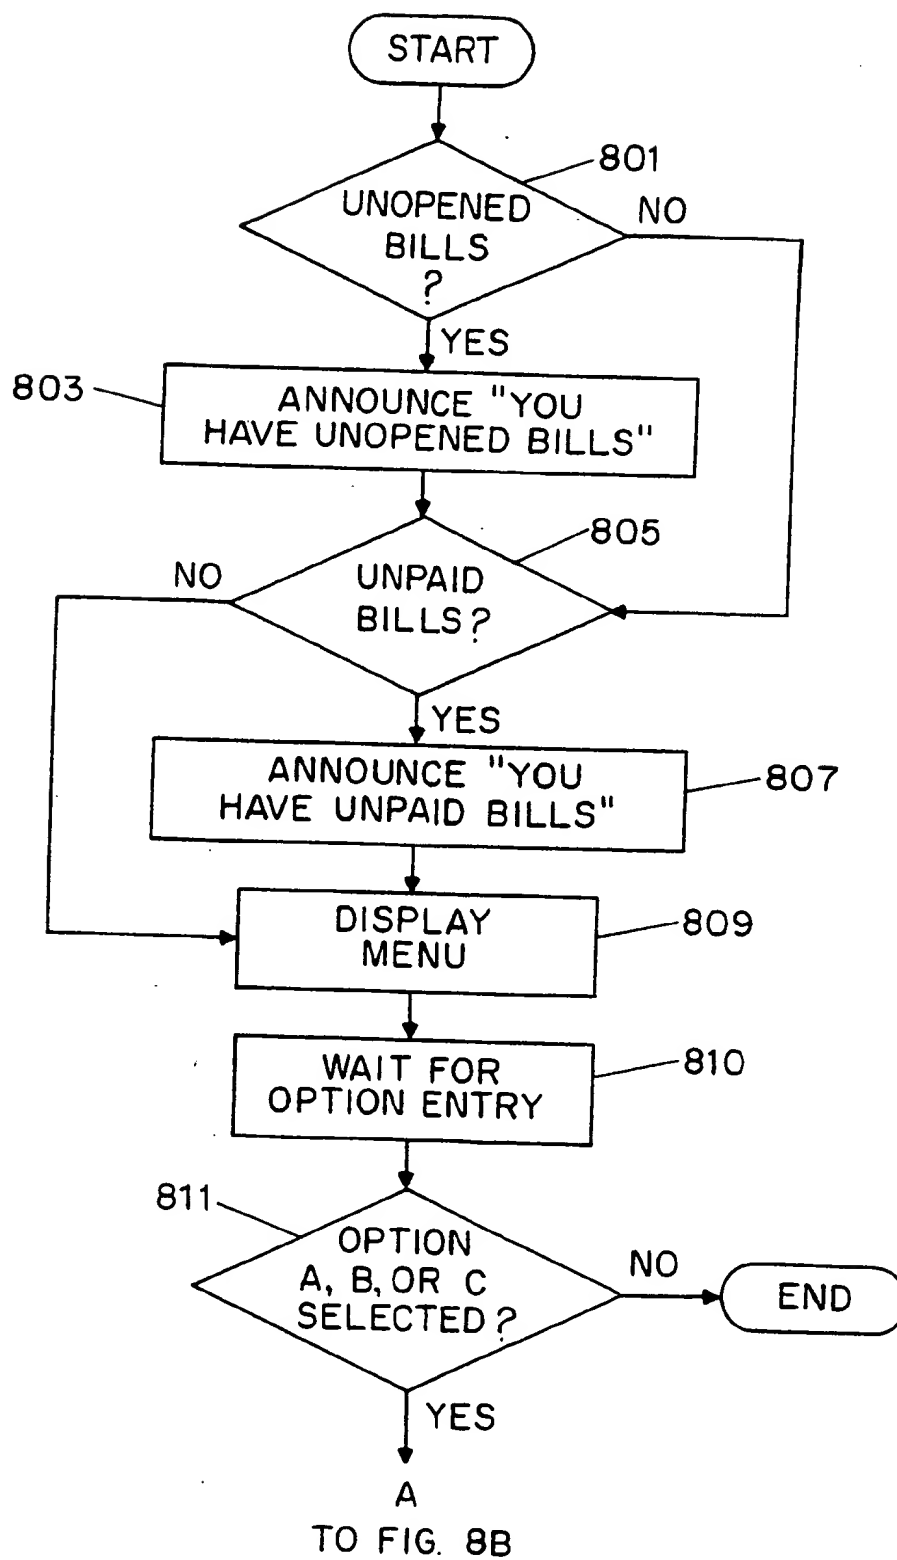 START
801
UNOPENED
BILLS
?
NO
YES
803
ANNOUNCE "YOU
HAVE UNOPENED BILLS"
805
NO
UNPAID
BILLS?
YES
ANNOUNCE "YOU
HAVE UNPAID BILLS"
807
DISPLAY
MENU
809
WAIT FOR
OPTION ENTRY
810
811
OPTION
A, B, OR C
SELECTED?
NO
END
YES
A
TO FIG. 8B